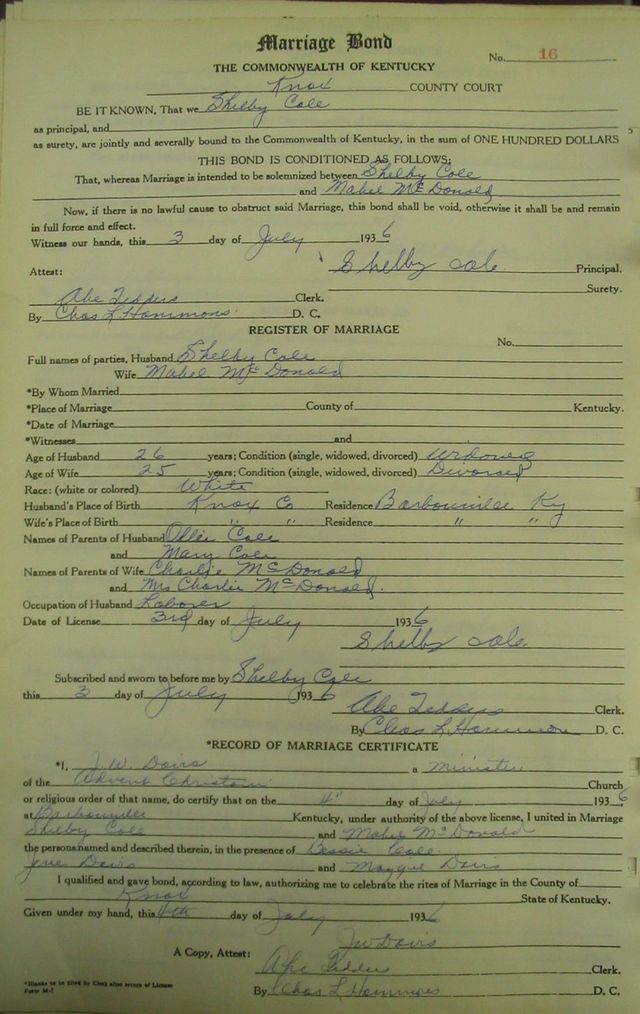 Marriage Bond
No. 16
THE COMMONWEALTH OF KENTUCKY
Knox COUNTY COURT
BE IT KNOWN, That we Shelby Cole
as principal, and
as surety, are jointly and severally bound to the Commonwealth of Kentucky, in the sum of ONE HUNDRED DOLLARS
THIS BOND IS CONDITIONED AS FOLLOWS:
That, whereas Marriage is intended to be solemnized between Shelby Cole
and Mabel McDonald
Now, if there is no lawful cause to obstruct said Marriage, this bond shall be void, otherwise it shall be and remain
in full force and effect.
Witness our hands, this 3 day of July 1936
Shelby Cole Principal.
Attest: Surety.
Abe Tedders Clerk.
By Chas L Hammons. D. C.
REGISTER OF MARRIAGE
No.
Full names of parties, Husband Shelby Cole
Wife Mabel McDonald
*By Whom Married
*Place of Marriage County of Kentucky.
*Date of Marriage
*Witnesses and
Age of Husband 26 years; Condition (single, widowed, divorced) Widowed
Age of Wife 25 years; Condition (single, widowed, divorced) Divorsed
Race: (white or colored) White
Husband's Place of Birth Knox Co Residence Barbourville Ky
Wife's Place of Birth " " Residence " "
Names of Parents of Husband Ollie Cole
and Mary Cole
Names of Parents of Wife Charlie McDonald
and Mrs Charlie McDonald.
Occupation of Husband Laborer
Date of License 3rd day of July 1936
Shelby Cole
Subscribed and sworn to before me by Shelby Cole
this 3 day of July 1936
Abe Tedders Clerk.
By Chas L Hammons D. C.
*RECORD OF MARRIAGE CERTIFICATE
*I, J. W. Davis a minister
of the Advent Christain Church
or religious order of that name, do certify that on the 4" day of July 1936
at Barbourville Kentucky, under authority of the above license, I united in Marriage
Shelby Cole and Mabel McDonald
the persons named and described therein, in the presence of Bessie Cole
Davis and Maggie Davis
I qualified and gave bond, according to law, authorizing me to celebrate the rites of Marriage in the County of
Knox State of Kentucky.
Given under my hand, this 4th day of July 1936
JW Davis
A Copy, Attest:
Abe Tedders Clerk.
By Chas L Hammons D. C.
*Blanks to be filled by Clerk after return of License
Form M-1